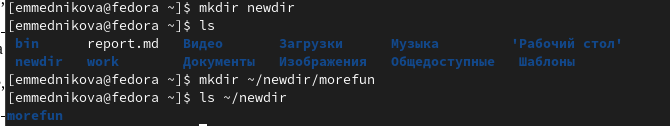 [emmednikova@fedora ~]$ mkdir newdir
[emmednikova@fedora ~]$ ls
bin report.md Видео Загрузки Музыка 'Рабочий стол'
newdir work Документы Изображения Общедоступные Шаблоны
[emmednikova@fedora ~]$ mkdir ~/newdir/morefun
[emmednikova@fedora ~]$ ls ~/newdir
morefun